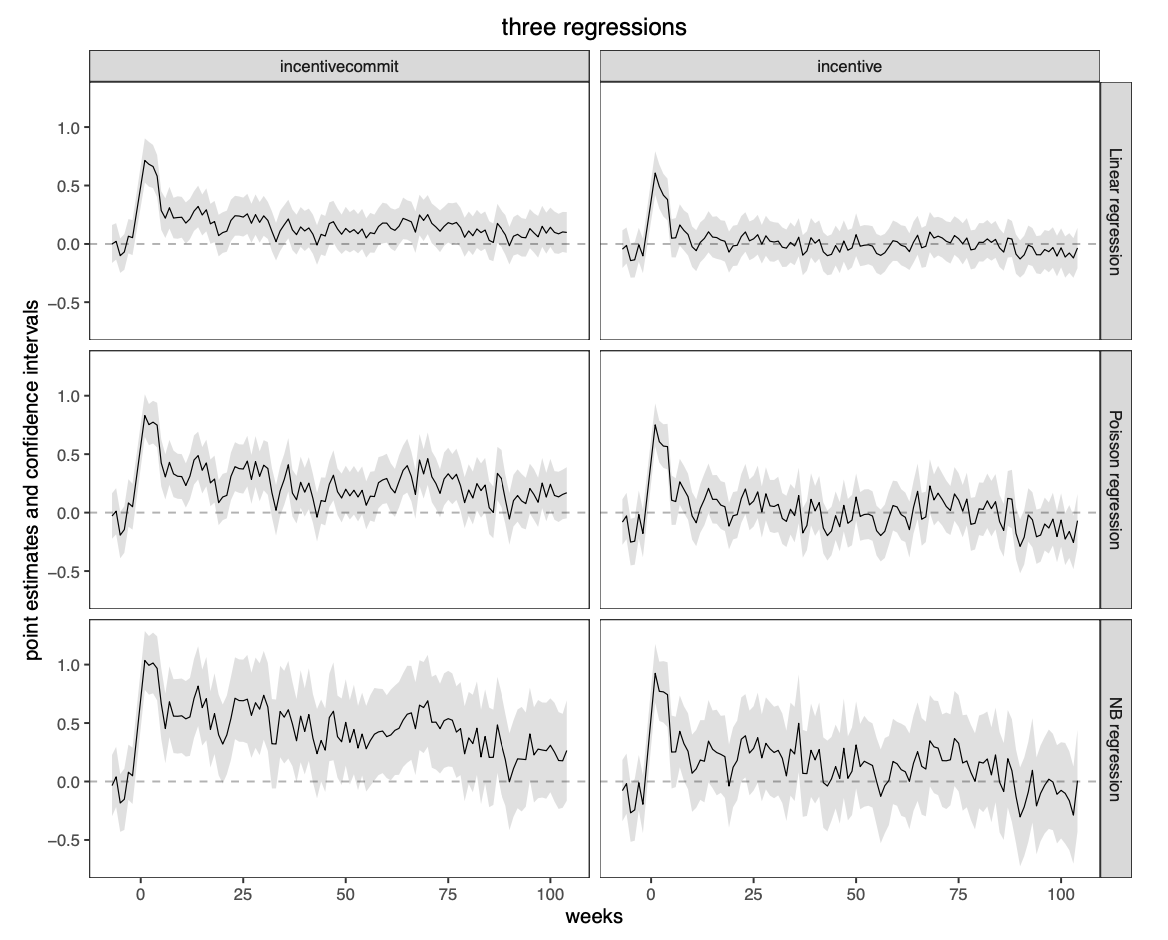 three regressions
incentivecommit
incentive
1.0
0.5
0.0
−0.5
Linear regression
1.0
0.5
0.0
−0.5
Poisson regression
1.0
0.5
0.0
−0.5
NB regression
point estimates and confidence intervals
0 25 50 75 100
0 25 50 75 100
weeks